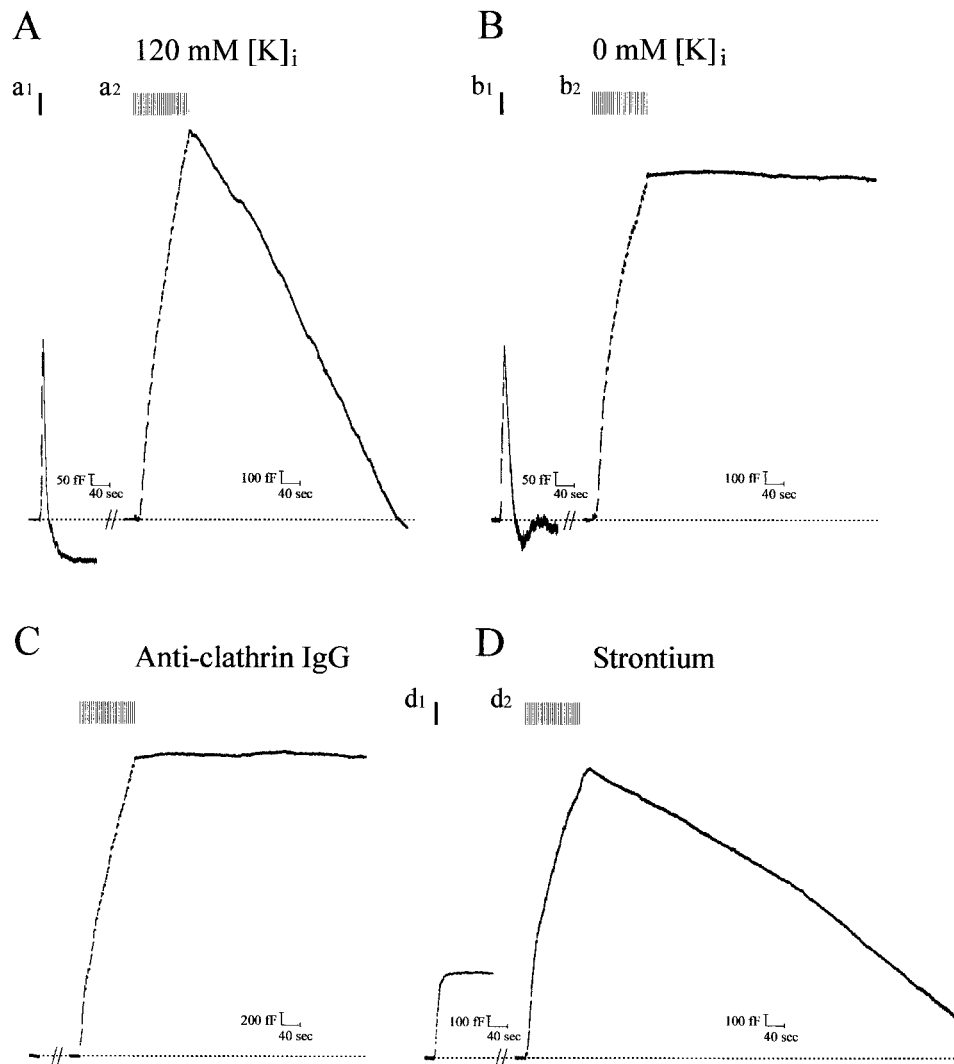 A
120 mM [K]i
a1
a2
50 fF
40 sec
100 fF
40 sec
B
0 mM [K]i
b1
b2
50 fF
40 sec
100 fF
40 sec
C
Anti-clathrin IgG
200 fF
40 sec
D
Strontium
d1
d2
100 fF
40 sec
100 fF
40 sec